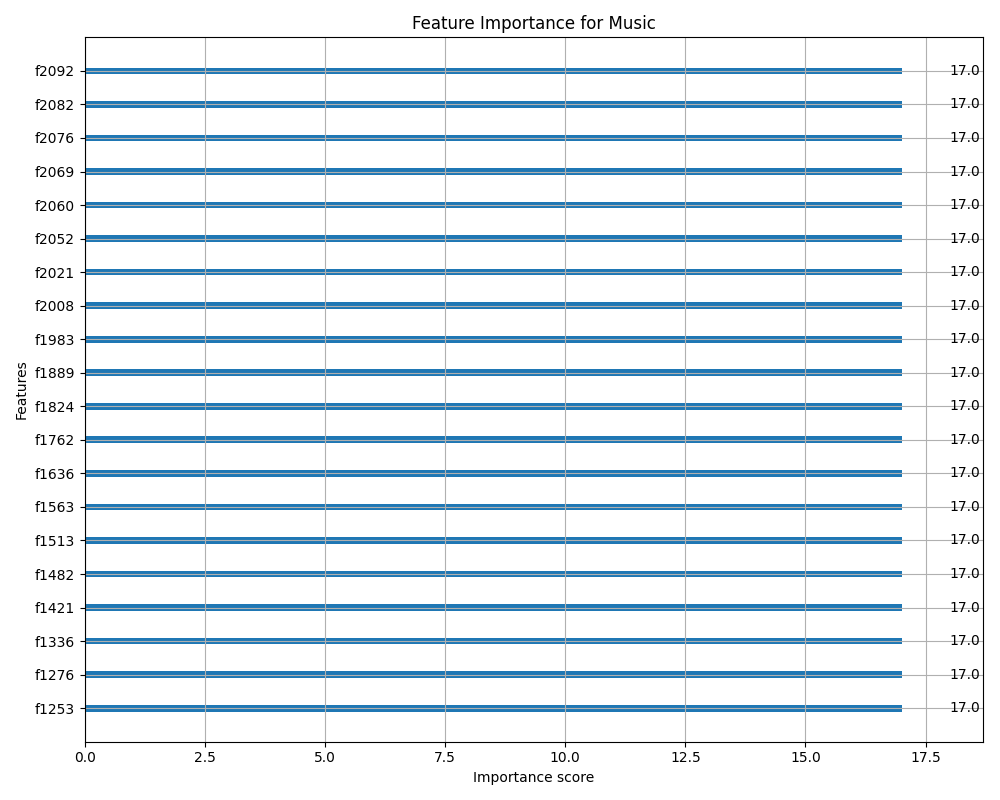 Feature Importance for Music
f2092 17.0
f2082 17.0
f2076 17.0
f2069 17.0
f2060 17.0
f2052 17.0
f2021 17.0
f2008 17.0
f1983 17.0
f1889 17.0
f1824 17.0
f1762 17.0
f1636 17.0
f1563 17.0
f1513 17.0
f1482 17.0
f1421 17.0
f1336 17.0
f1276 17.0
f1253 17.0
Features
0.0 2.5 5.0 7.5 10.0 12.5 15.0 17.5
Importance score